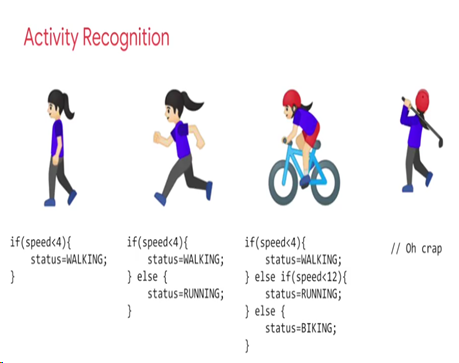 Activity Recognition
if(speed<4){
    status=WALKING;
}
if(speed<4){
    status=WALKING;
} else {
    status=RUNNING;
}
if(speed<4){
    status=WALKING;
} else if(speed<12){
    status=RUNNING;
} else {
    status=BIKING;
}
// Oh crap